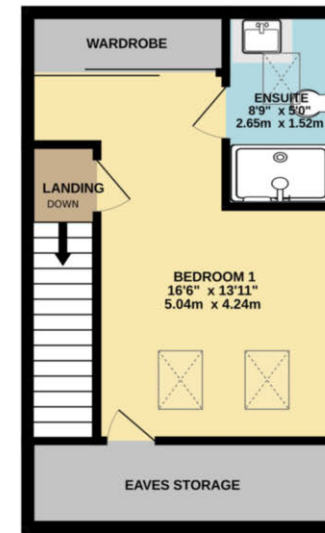 WARDROBE
ENSUITE
8'9" x 5'0"
2.65m x 1.52m
LANDING
DOWN
BEDROOM 1
16'6" x 13'11"
5.04m x 4.24m
EAVES STORAGE